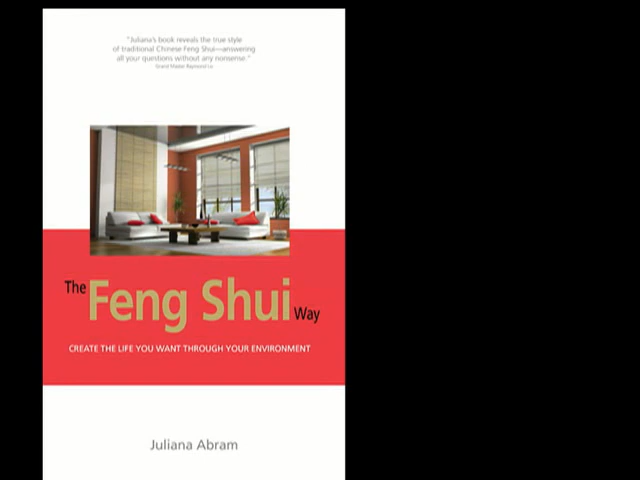 "Juliana's book reveals the true style
of traditional Chinese Feng Shui—answering
all your questions without any nonsense."
Grand Master Raymond Lo
The Feng Shui Way
CREATE THE LIFE YOU WANT THROUGH YOUR ENVIRONMENT
Juliana Abram